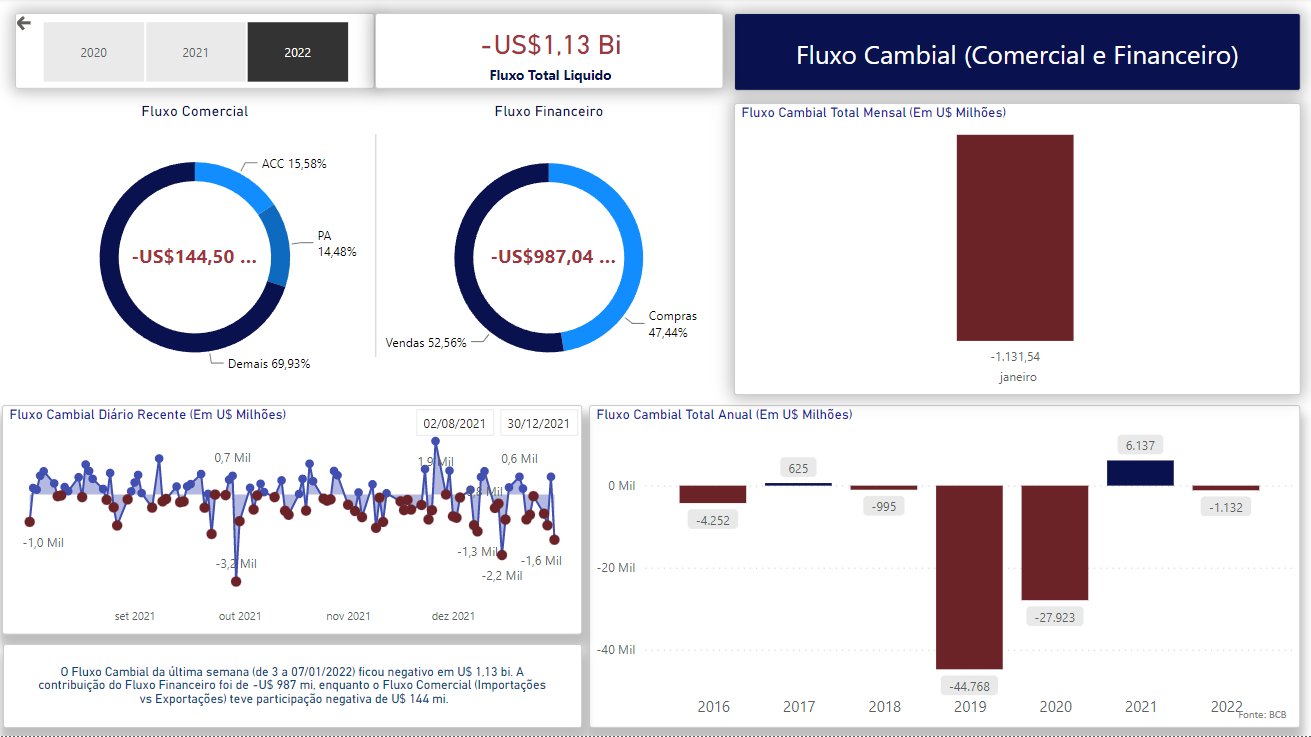 2020
2021
2022
-US$1,13 Bi
Fluxo Total Liquido
Fluxo Cambial (Comercial e Financeiro)
Fluxo Comercial
ACC 15,58%
PA
14,48%
-US$144,50 ...
Demais 69,93%
Fluxo Financeiro
-US$987,04 ...
Compras
47,44%
Vendas 52,56%
Fluxo Cambial Total Mensal (Em U$ Milhões)
-1.131,54
janeiro
Fluxo Cambial Diário Recente (Em U$ Milhões)
02/08/2021
30/12/2021
0,7 Mil
1,9 Mil
0,6 Mil
-1,0 Mil
-3,2 Mil
-1,3 Mil
-2,2 Mil
-1,6 Mil
set 2021
out 2021
nov 2021
dez 2021
O Fluxo Cambial da última semana (de 3 a 07/01/2022) ficou negativo em U$ 1,13 bi. A
contribuição do Fluxo Financeiro foi de -U$ 987 mi, enquanto o Fluxo Comercial (Importações
vs Exportações) teve participação negativa de U$ 144 mi.
Fluxo Cambial Total Anual (Em U$ Milhões)
0 Mil
-20 Mil
-40 Mil
-4.252
625
-995
-44.768
-27.923
6.137
-1.132
2016
2017
2018
2019
2020
2021
2022
Fonte: BCB